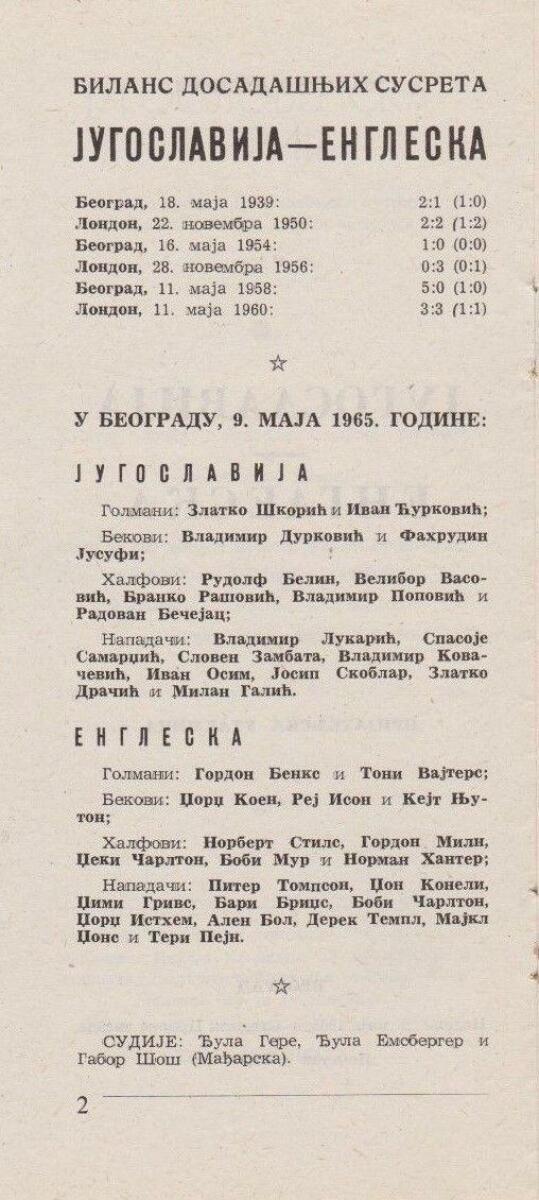 БИЛАНС ДОСАДАШЊИХ СУСРЕТА
ЈУГОСЛАВИЈА—ЕНГЛЕСКА
Београд, 18. маја 1939: 2:1 (1:0)
Лондон, 22. новембра 1950: 2:2 (1:2)
Београд, 16. маја 1954: 1:0 (0:0)
Лондон, 28. новембра 1956: 0:3 (0:1)
Београд, 11. маја 1958: 5:0 (1:0)
Лондон, 11. маја 1960: 3:3 (1:1)
☆
У БЕОГРАДУ, 9. МАЈА 1965. ГОДИНЕ:
ЈУГОСЛАВИЈА
Голмани: Златко Шкорић и Иван Ћурковић;
Бекови: Владимир Дурковић и Фахрудин
Јусуфи;
Халфови: Рудолф Белин, Велибор Васо-
вић, Бранко Рашовић, Владимир Поповић и
Радован Бечејац;
Нападачи: Владимир Лукарић, Спасоје
Самарџић, Словен Замбата, Владимир Кова-
чевић, Иван Осим, Јосип Скоблар, Златко
Драчић и Милан Галић.
ЕНГЛЕСКА
Голмани: Гордон Бенкс и Тони Вајтерс;
Бекови: Џорџ Коен, Реј Исон и Кејт Њу-
тон;
Халфови: Норберт Стилс, Гордон Милн,
Џеки Чарлтон, Боби Мур и Норман Хантер;
Нападачи: Питер Томпсон, Џон Конели,
Џими Гривс, Бари Бриџс, Боби Чарлтон,
Џорџ Истхем, Ален Бол, Дерек Темпл, Мајкл
Џонс и Тери Пејн.
☆
СУДИЈЕ: Ђула Гере, Ђула Емсбергер и
Габор Шош (Мађарска).
2